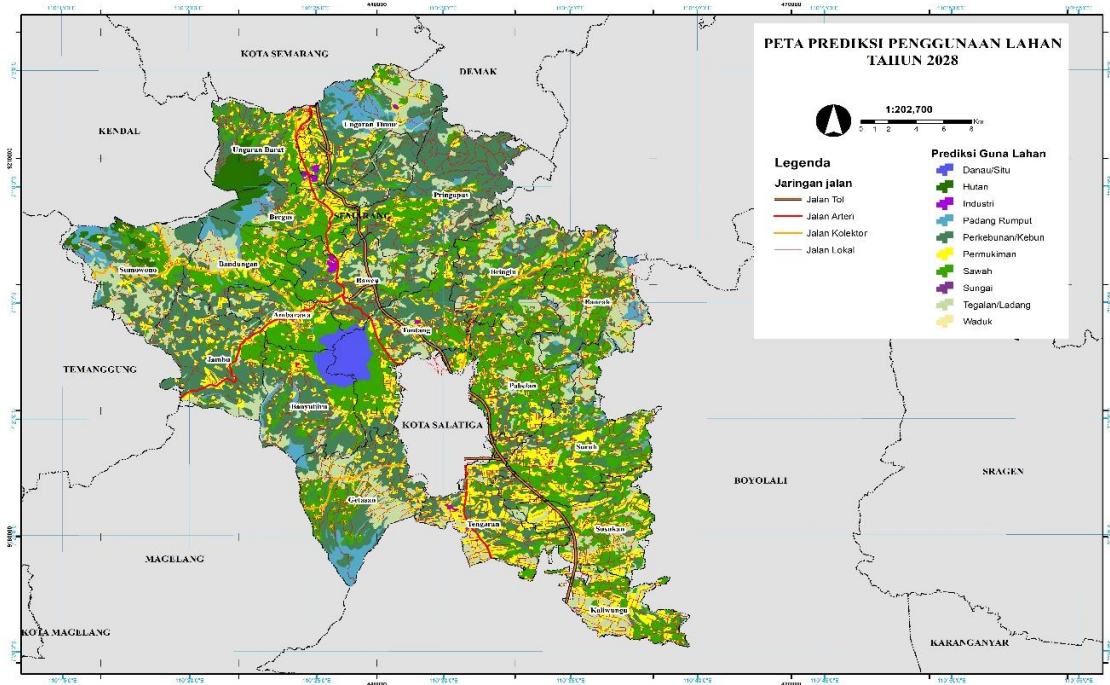 KOTA SEMARANG
DEMAK
KENDAL
Ungaran Timur
Ungaran Barat
Pringapus
Bergas
SEMARANG
Sumowono
Bandungan
Bringin
Bawen
Bancak
Ambarawa
Tuntang
TEMANGGUNG
Jambu
Pabelan
Banyubiru
KOTA SALATIGA
Suruh
BOYOLALI
SRAGEN
Getasan
Tengaran
Susukan
MAGELANG
Kaliwungu
KOTA MAGELANG
KARANGANYAR
PETA PREDIKSI PENGGUNAAN LAHAN
TAHUN 2028
1:202,700
0 1 2 4 6 8 Km
Legenda
Jaringan jalan
Jalan Tol
Jalan Arteri
Jalan Kolektor
Jalan Lokal
Prediksi Guna Lahan
Danau/Situ
Hutan
Industri
Padang Rumput
Perkebunan/Kebun
Permukiman
Sawah
Sungai
Tegalan/Ladang
Waduk